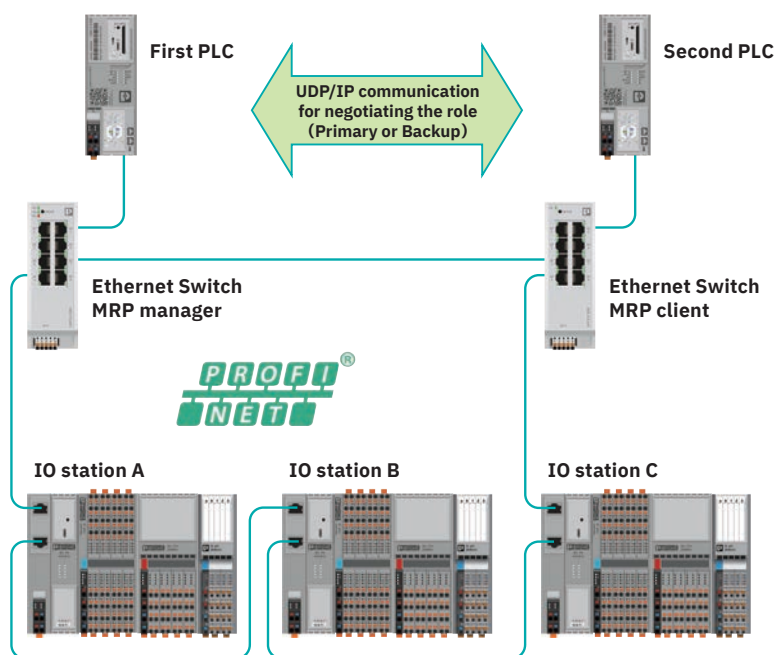 First PLC
UDP/IP communication
for negotiating the role
(Primary or Backup)
Second PLC
Ethernet Switch
MRP manager
Ethernet Switch
MRP client
PROFI
NET
®
IO station A
IO station B
IO station C